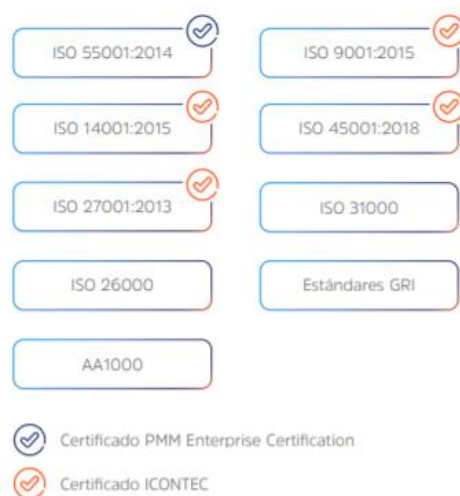 ISO 55001:2014
ISO 9001:2015
ISO 14001:2015
ISO 45001:2018
ISO 27001:2013
ISO 31000
ISO 26000
Estándares GRI
AA1000
Certificado PMM Enterprise Certification
Certificado ICONTEC